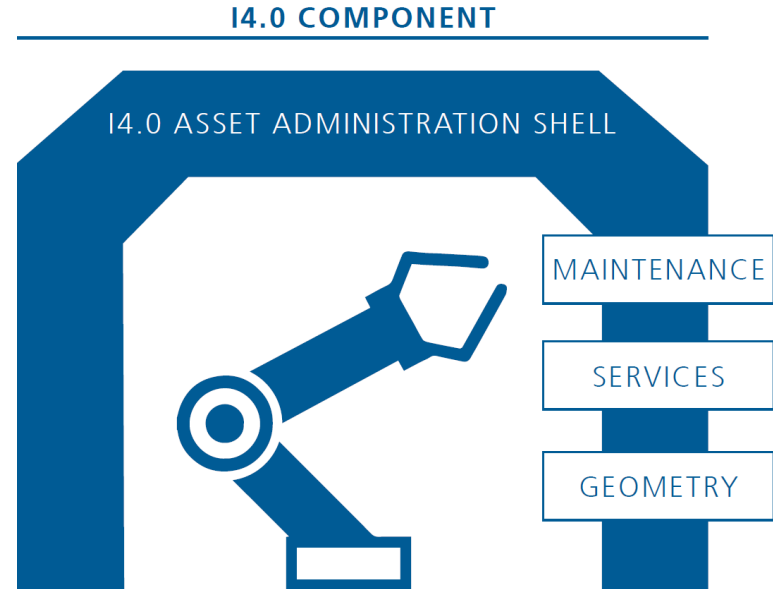 I4.0 COMPONENT
I4.0 ASSET ADMINISTRATION SHELL
MAINTENANCE
SERVICES
GEOMETRY